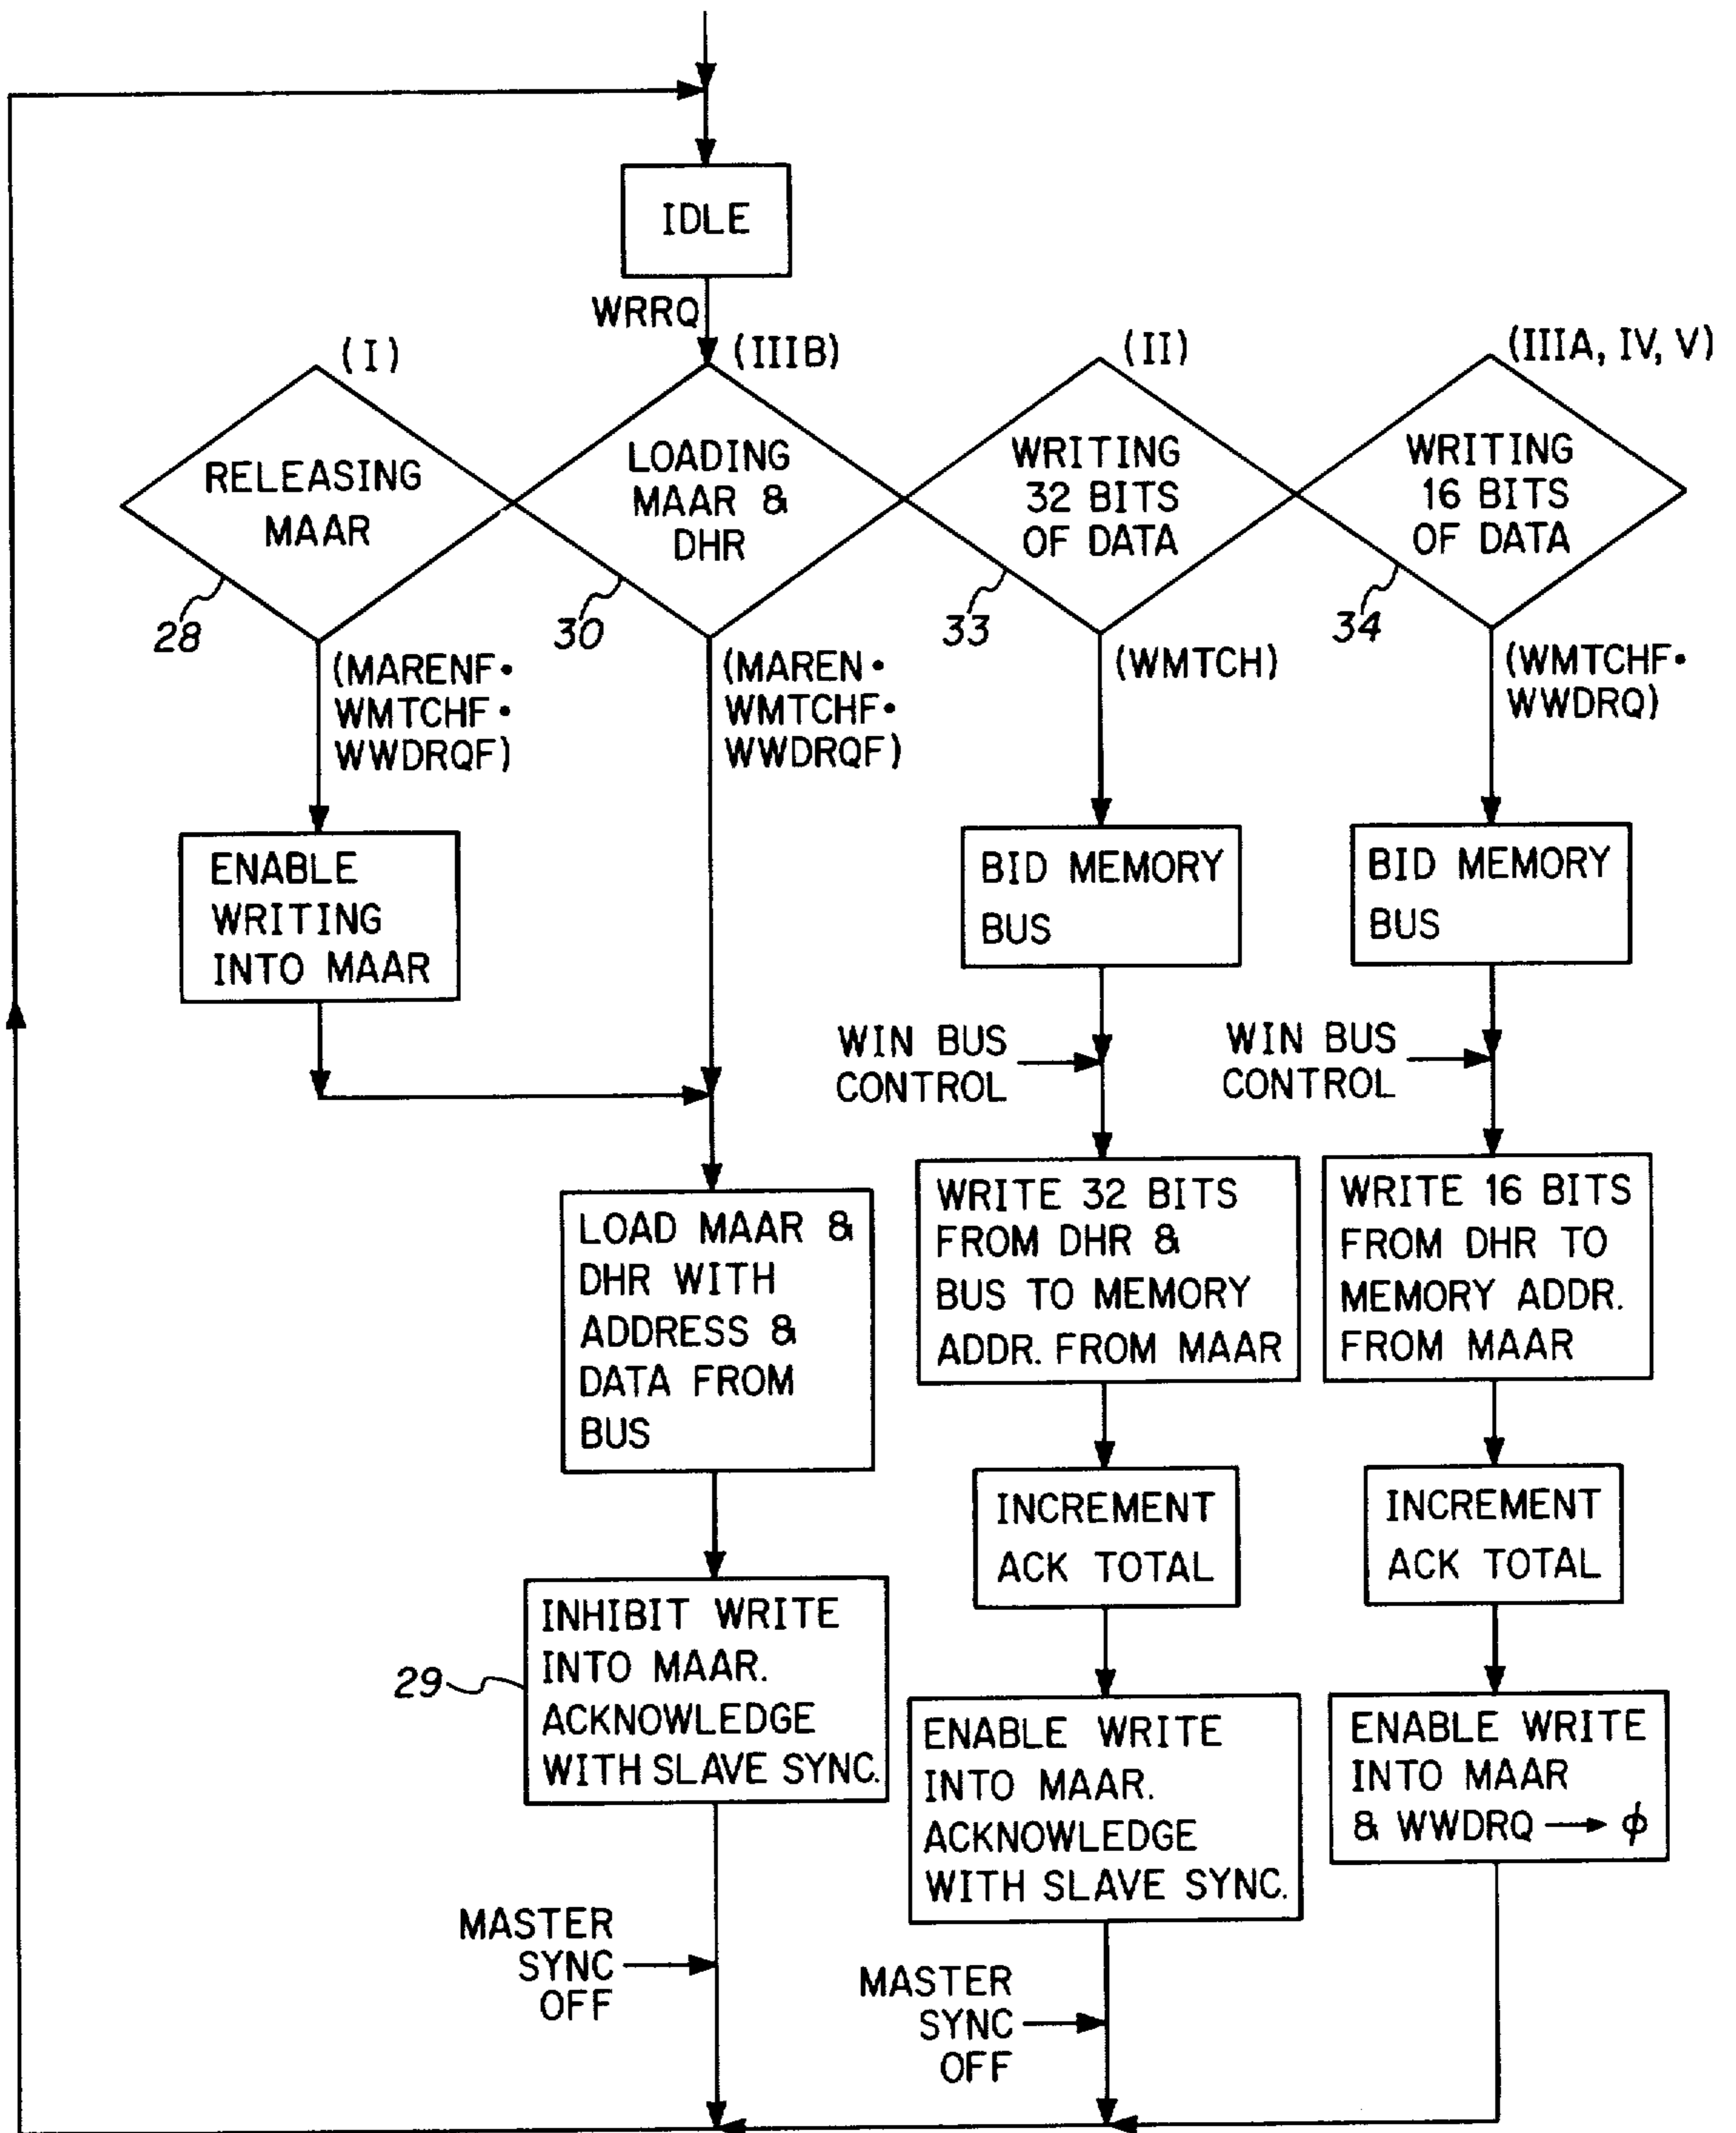 IDLE
WRRQ
(I)
(IIIB)
(II)
(IIIA, IV, V)
RELEASING
MAAR
28
LOADING
MAAR &
DHR
30
WRITING
32 BITS
OF DATA
33
WRITING
16 BITS
OF DATA
34
(MARENF•
WMTCHF•
WWDRQF)
(MAREN•
WMTCHF•
WWDRQF)
(WMTCH)
(WMTCHF•
WWDRQ)
ENABLE
WRITING
INTO MAAR
BID MEMORY
BUS
BID MEMORY
BUS
WIN BUS
CONTROL
WIN BUS
CONTROL
LOAD MAAR &
DHR WITH
ADDRESS &
DATA FROM
BUS
WRITE 32 BITS
FROM DHR &
BUS TO MEMORY
ADDR. FROM MAAR
WRITE 16 BITS
FROM DHR TO
MEMORY ADDR.
FROM MAAR
INCREMENT
ACK TOTAL
INCREMENT
ACK TOTAL
29
INHIBIT WRITE
INTO MAAR.
ACKNOWLEDGE
WITH SLAVE SYNC.
ENABLE WRITE
INTO MAAR.
ACKNOWLEDGE
WITH SLAVE SYNC.
ENABLE WRITE
INTO MAAR
& WWDRQ → ϕ
MASTER
SYNC
OFF
MASTER
SYNC
OFF